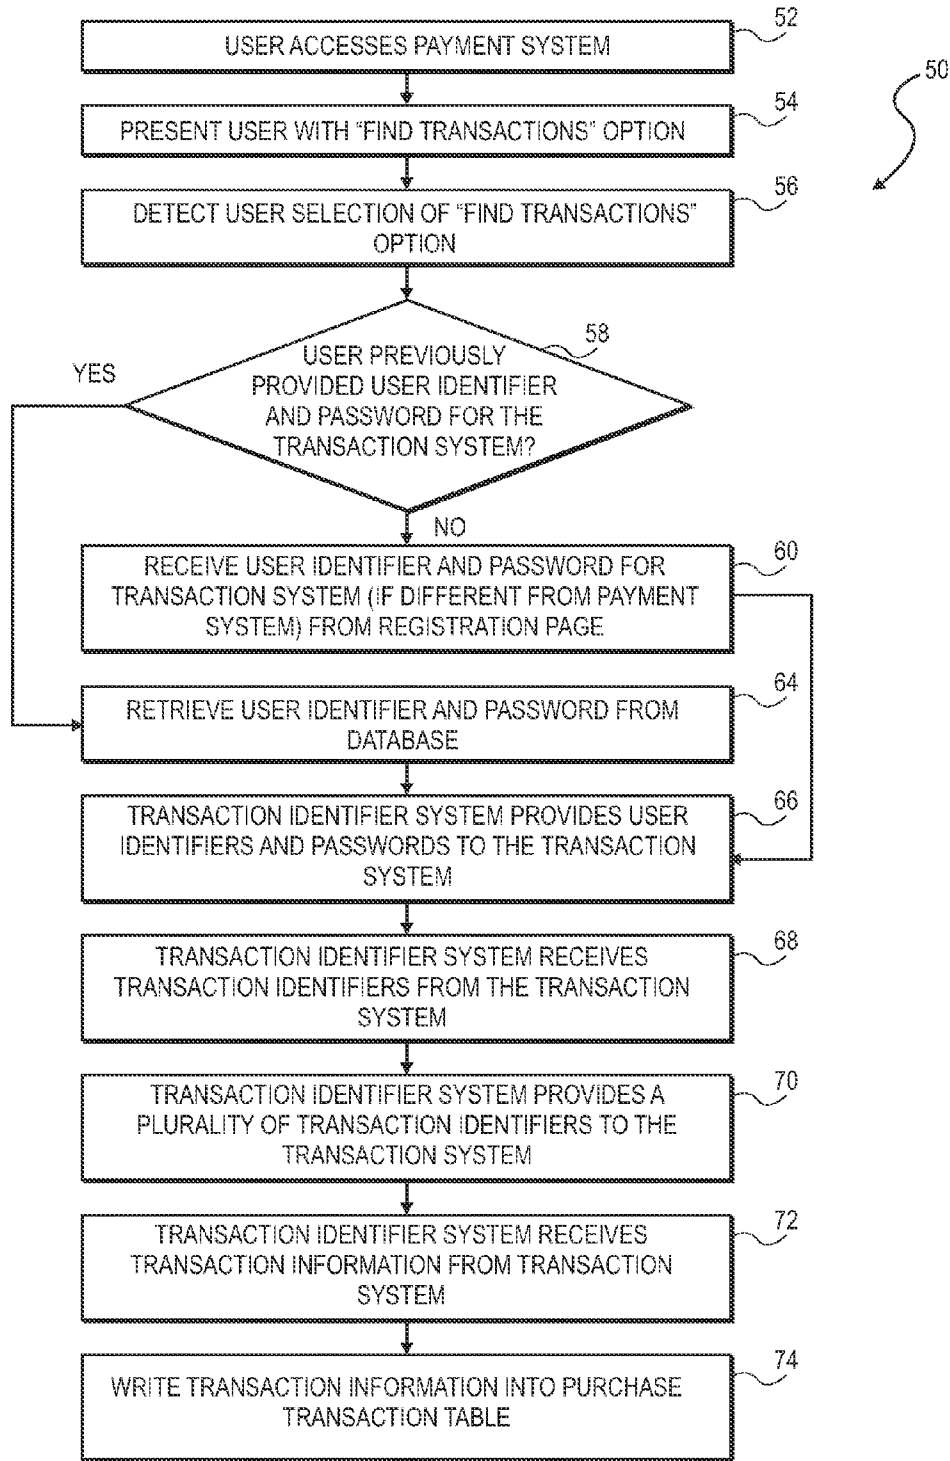 52
USER ACCESSES PAYMENT SYSTEM
50
54
PRESENT USER WITH "FIND TRANSACTIONS" OPTION
56
DETECT USER SELECTION OF "FIND TRANSACTIONS"
OPTION
58
YES
USER PREVIOUSLY
PROVIDED USER IDENTIFIER
AND PASSWORD FOR THE
TRANSACTION SYSTEM?
NO
60
RECEIVE USER IDENTIFIER AND PASSWORD FOR
TRANSACTION SYSTEM (IF DIFFERENT FROM PAYMENT
SYSTEM) FROM REGISTRATION PAGE
64
RETRIEVE USER IDENTIFIER AND PASSWORD FROM
DATABASE
66
TRANSACTION IDENTIFIER SYSTEM PROVIDES USER
IDENTIFIERS AND PASSWORDS TO THE TRANSACTION
SYSTEM
68
TRANSACTION IDENTIFIER SYSTEM RECEIVES
TRANSACTION IDENTIFIERS FROM THE TRANSACTION
SYSTEM
70
TRANSACTION IDENTIFIER SYSTEM PROVIDES A
PLURALITY OF TRANSACTION IDENTIFIERS TO THE
TRANSACTION SYSTEM
72
TRANSACTION IDENTIFIER SYSTEM RECEIVES
TRANSACTION INFORMATION FROM TRANSACTION
SYSTEM
74
WRITE TRANSACTION INFORMATION INTO PURCHASE
TRANSACTION TABLE